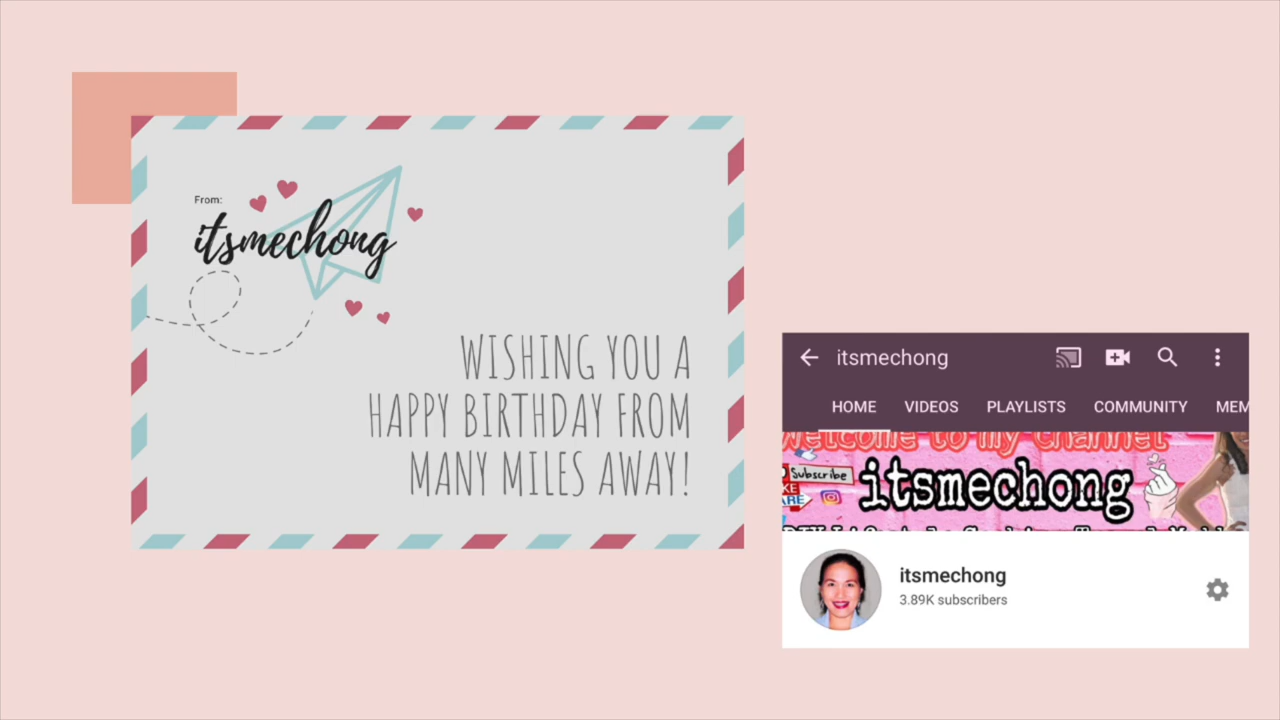 From:
itsmechong
WISHING YOU A
HAPPY BIRTHDAY FROM
MANY MILES AWAY!
itsmechong
HOME VIDEOS PLAYLISTS COMMUNITY MEM
Welcome to my Channel
Subscribe
itsmechong
itsmechong
3.89K subscribers